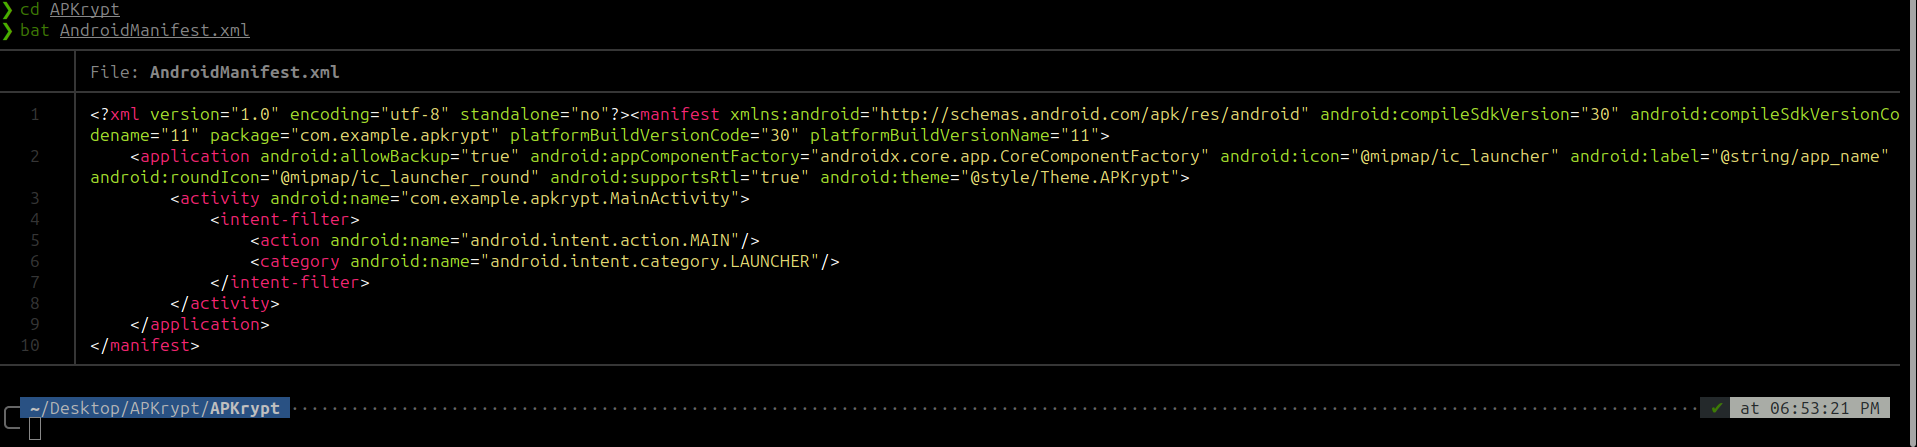 ❯ cd APKrypt
❯ bat AndroidManifest.xml
File: AndroidManifest.xml
1 <?xml version="1.0" encoding="utf-8" standalone="no"?><manifest xmlns:android="http://schemas.android.com/apk/res/android" android:compileSdkVersion="30" android:compileSdkVersionCo
dename="11" package="com.example.apkrypt" platformBuildVersionCode="30" platformBuildVersionName="11">
2 <application android:allowBackup="true" android:appComponentFactory="androidx.core.app.CoreComponentFactory" android:icon="@mipmap/ic_launcher" android:label="@string/app_name"
android:roundIcon="@mipmap/ic_launcher_round" android:supportsRtl="true" android:theme="@style/Theme.APKrypt">
3 <activity android:name="com.example.apkrypt.MainActivity">
4 <intent-filter>
5 <action android:name="android.intent.action.MAIN"/>
6 <category android:name="android.intent.category.LAUNCHER"/>
7 </intent-filter>
8 </activity>
9 </application>
10 </manifest>
~/Desktop/APKrypt/APKrypt ✔ at 06:53:21 PM